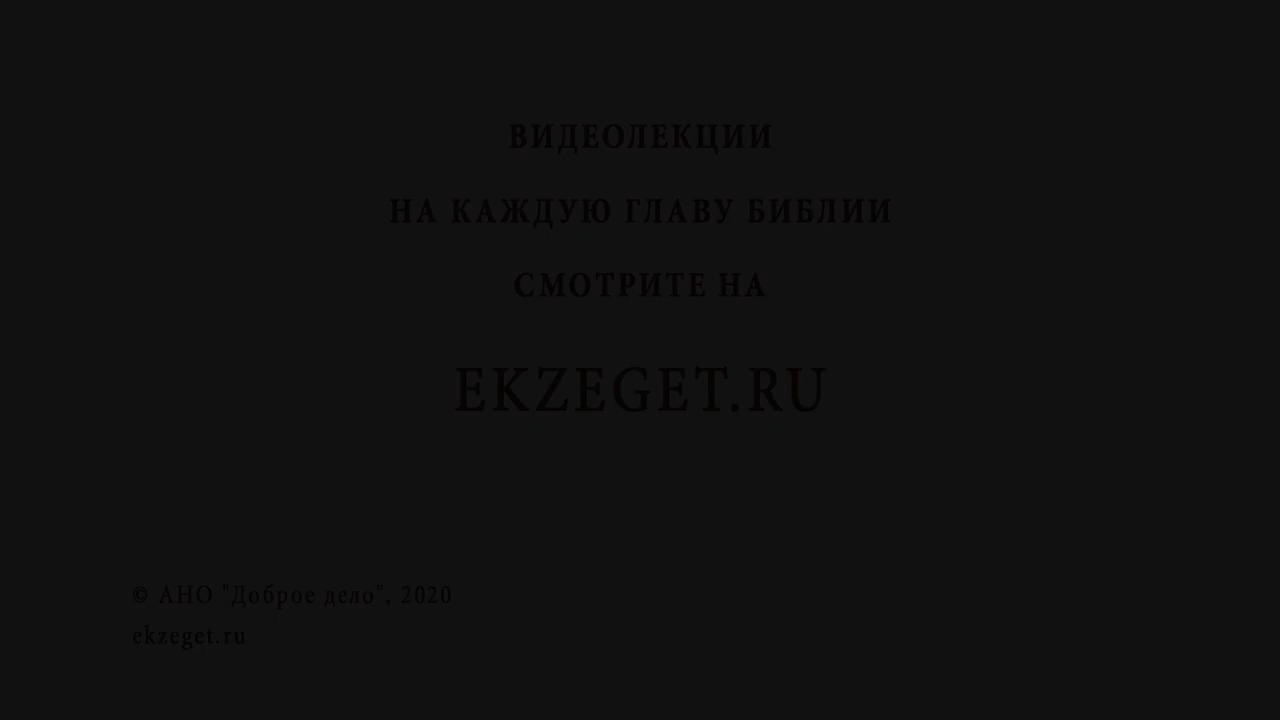 ВИДЕОЛЕКЦИИ
НА КАЖДУЮ ГЛАВУ БИБЛИИ
СМОТРИТЕ НА
EKZEGET.RU
© АНО "Доброе дело", 2020
ekzeget.ru